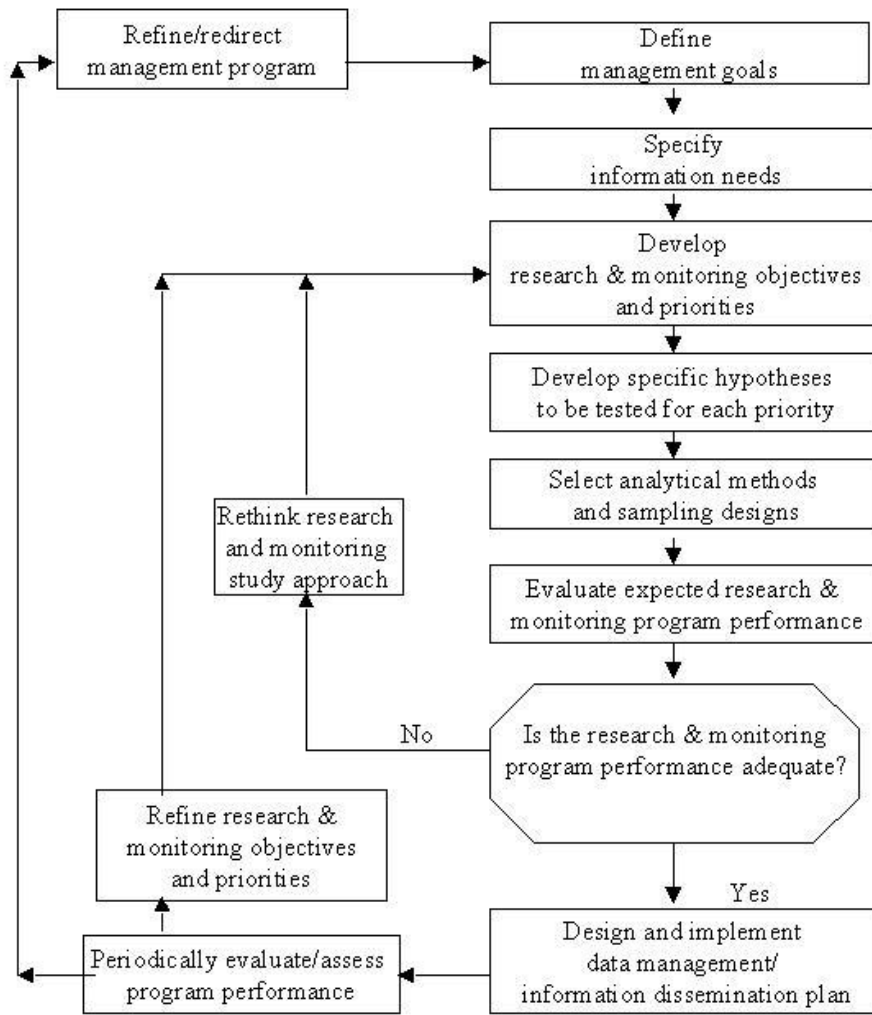 Refine/redirect
management program
Define
management goals
Specify
information needs
Develop
research & monitoring objectives
and priorities
Develop specific hypotheses
to be tested for each priority
Select analytical methods
and sampling designs
Rethink research
and monitoring
study approach
Evaluate expected research &
monitoring program performance
No
Is the research & monitoring
program performance adequate?
Refine research &
monitoring objectives
and priorities
Yes
Design and implement
data management/
information dissemination plan
Periodically evaluate/assess
program performance